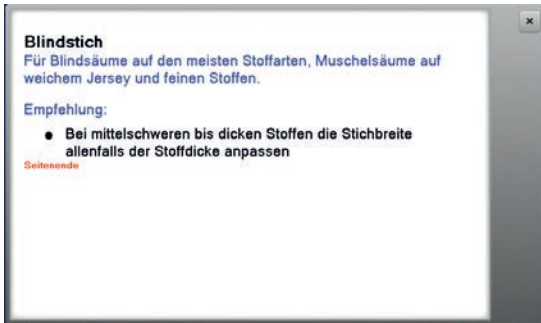 Blindstich
Für Blindsäume auf den meisten Stoffarten, Muschelsäume auf
weichem Jersey und feinen Stoffen.
Empfehlung:
● Bei mittelschweren bis dicken Stoffen die Stichbreite
allenfalls der Stoffdicke anpassen
Seitenende